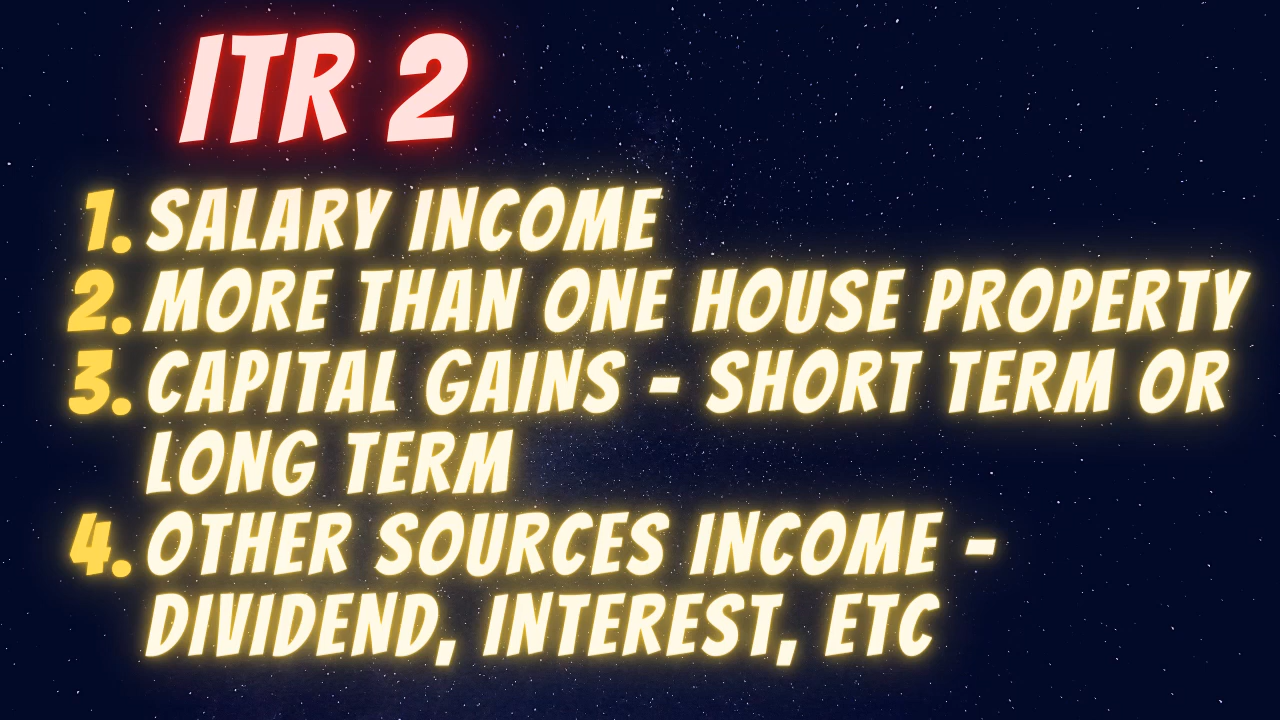 ITR 2
1. SALARY INCOME
2. MORE THAN ONE HOUSE PROPERTY
3. CAPITAL GAINS - SHORT TERM OR
LONG TERM
4. OTHER SOURCES INCOME -
DIVIDEND, INTEREST, ETC